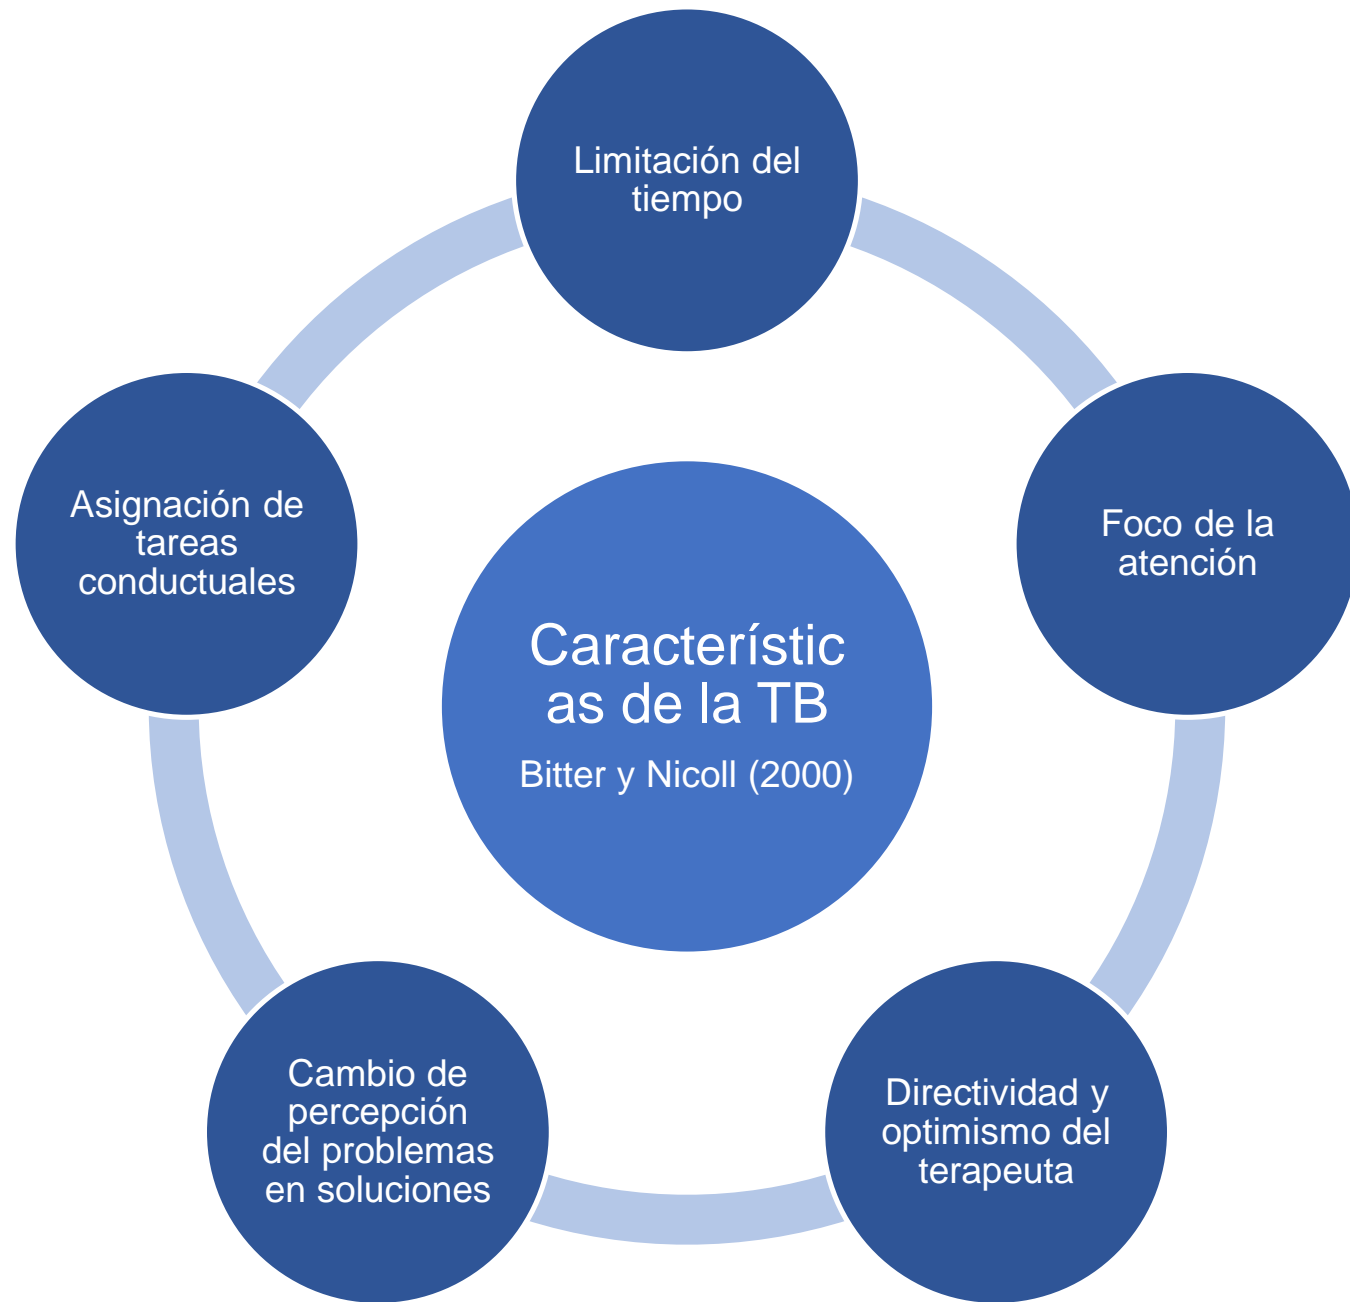 Limitación del
tiempo
Foco de la
atención
Directividad y
optimismo del
terapeuta
Cambio de
percepción
del problemas
en soluciones
Asignación de
tareas
conductuales
Característic
as de la TB
Bitter y Nicoll (2000)